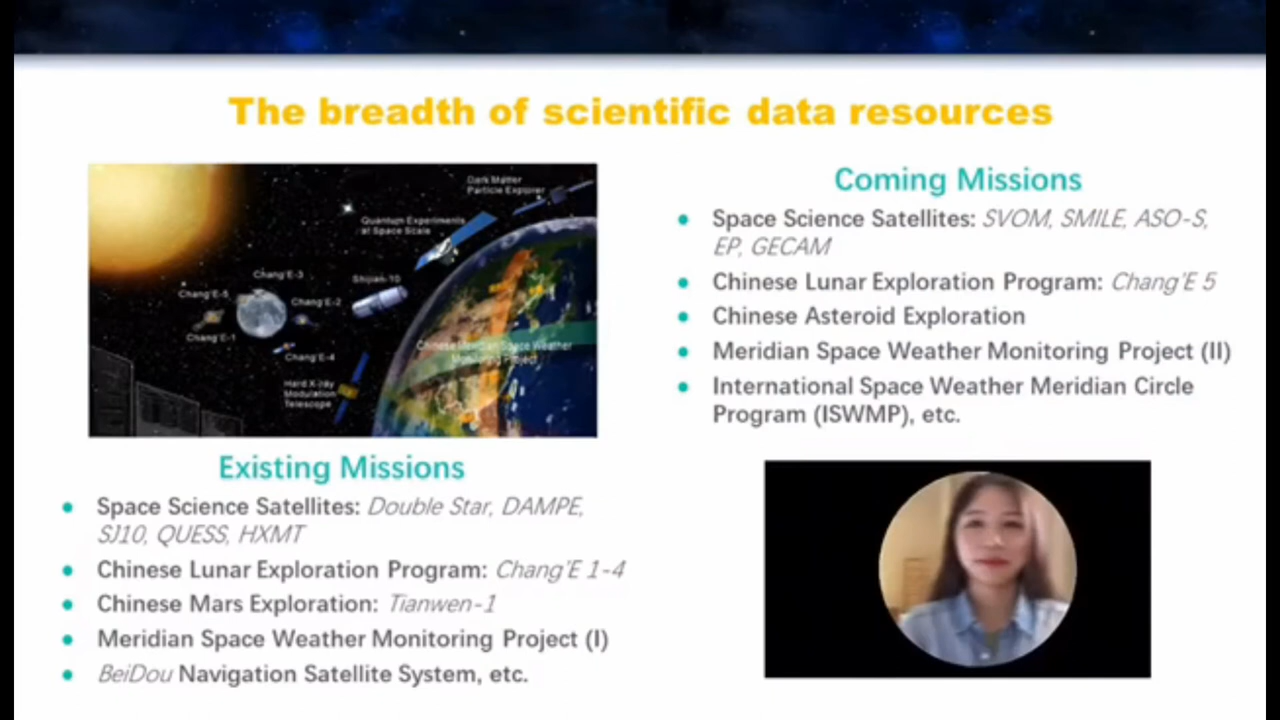 The breadth of scientific data resources
Dark Matter
Particle Explorer
Quantum Experiments
at Space Scale
Chang'E-3
Shijian-10
Chang'E-5
Chang'E-2
Chang'E-1
Chang'E-4
Chinese Meridian Space Weather
Monitoring Project
Hard X-ray
Modulation
Telescope
Existing Missions
Space Science Satellites: Double Star, DAMPE,
SJ10, QUESS, HXMT
Chinese Lunar Exploration Program: Chang'E 1-4
Chinese Mars Exploration: Tianwen-1
Meridian Space Weather Monitoring Project (I)
BeiDou Navigation Satellite System, etc.
Coming Missions
Space Science Satellites: SVOM, SMILE, ASO-S,
EP, GECAM
Chinese Lunar Exploration Program: Chang'E 5
Chinese Asteroid Exploration
Meridian Space Weather Monitoring Project (II)
International Space Weather Meridian Circle
Program (ISWMP), etc.